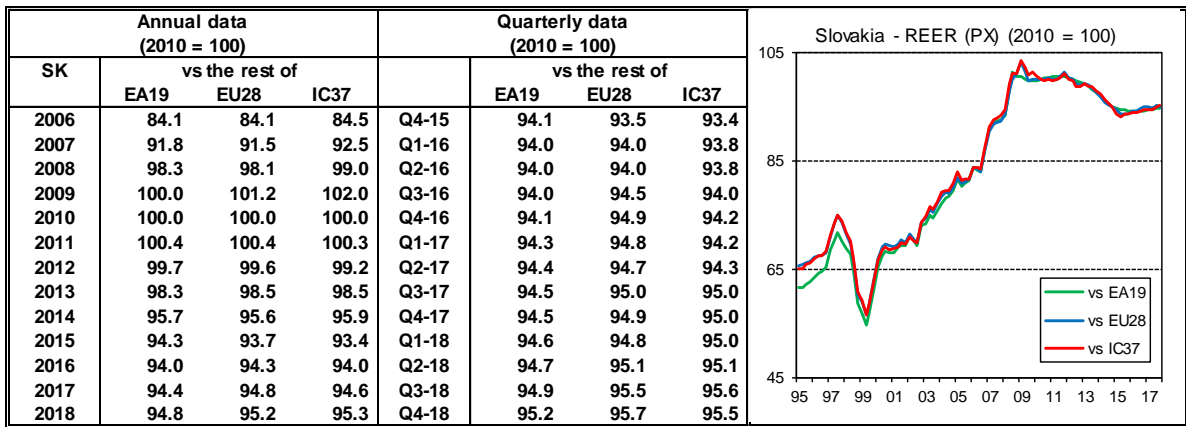 Annual data Quarterly data
(2010 = 100) (2010 = 100)
SK vs the rest of vs the rest of
EA19 EU28 IC37 EA19 EU28 IC37
2006 84.1 84.1 84.5 Q4-15 94.1 93.5 93.4
2007 91.8 91.5 92.5 Q1-16 94.0 94.0 93.8
2008 98.3 98.1 99.0 Q2-16 94.0 94.0 93.8
2009 100.0 101.2 102.0 Q3-16 94.0 94.5 94.0
2010 100.0 100.0 100.0 Q4-16 94.1 94.9 94.2
2011 100.4 100.4 100.3 Q1-17 94.3 94.8 94.2
2012 99.7 99.6 99.2 Q2-17 94.4 94.7 94.3
2013 98.3 98.5 98.5 Q3-17 94.5 95.0 95.0
2014 95.7 95.6 95.9 Q4-17 94.5 94.9 95.0
2015 94.3 93.7 93.4 Q1-18 94.6 94.8 95.0
2016 94.0 94.3 94.0 Q2-18 94.7 95.1 95.1
2017 94.4 94.8 94.6 Q3-18 94.9 95.5 95.6
2018 94.8 95.2 95.3 Q4-18 95.2 95.7 95.5
Slovakia - REER (PX) (2010 = 100)
105
85
65
45
vs EA19
vs EU28
vs IC37
95 97 99 01 03 05 07 09 11 13 15 17